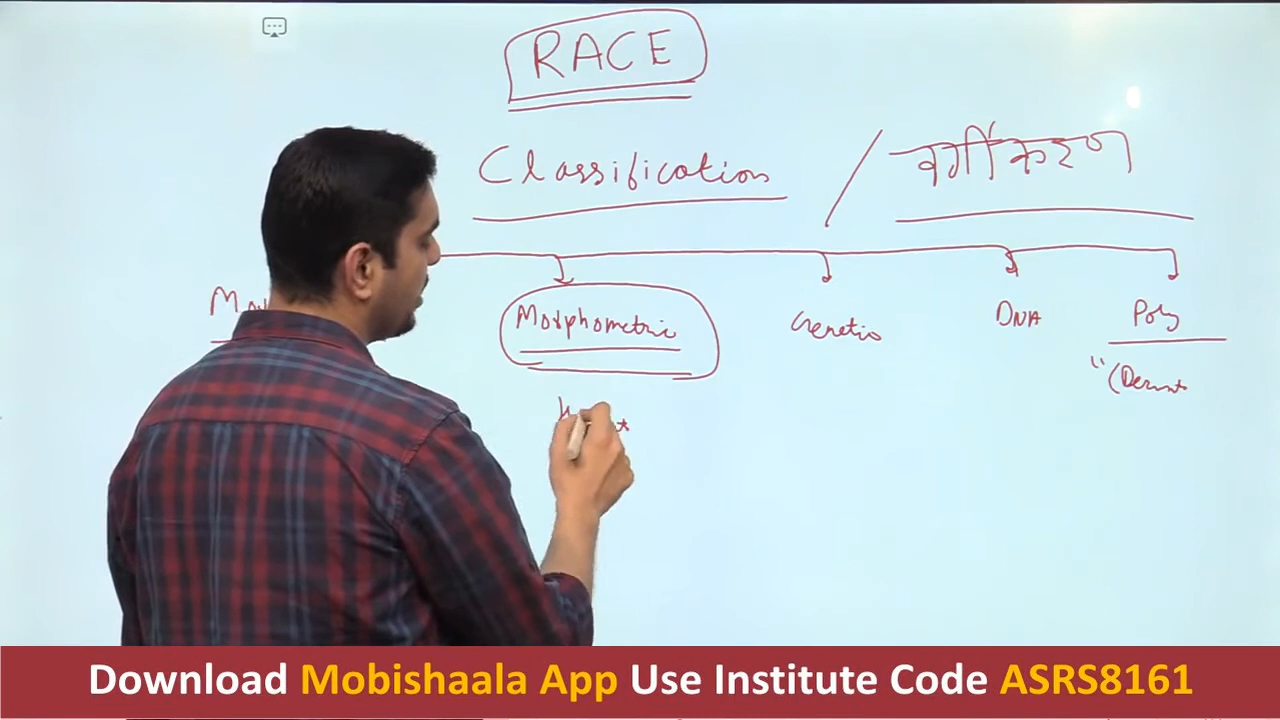 RACE
Classification / वर्गीकरण
Morphometric Genetic DNA Poly
Download Mobishaala App Use Institute Code ASRS8161